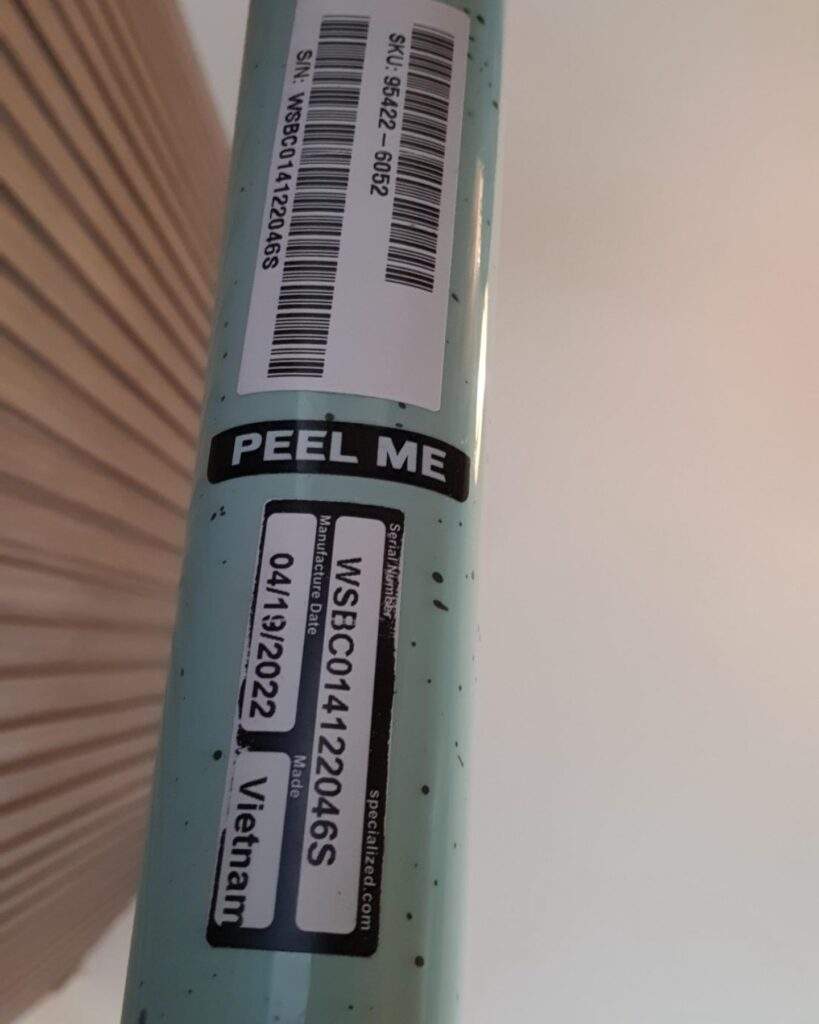 SKU: 95422-6052
S/N: WSBC014122046S
PEEL ME
Serial Number
specialized.com
WSBC014122046S
Manufacture Date
Made
04/19/2022
Vietnam